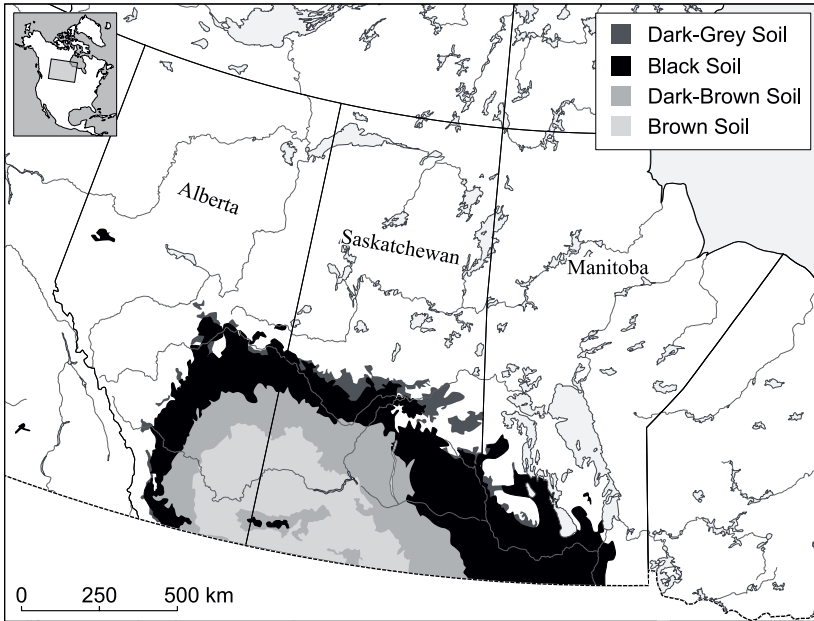 Dark-Grey Soil
Black Soil
Dark-Brown Soil
Brown Soil
Alberta
Saskatchewan
Manitoba
0 250 500 km